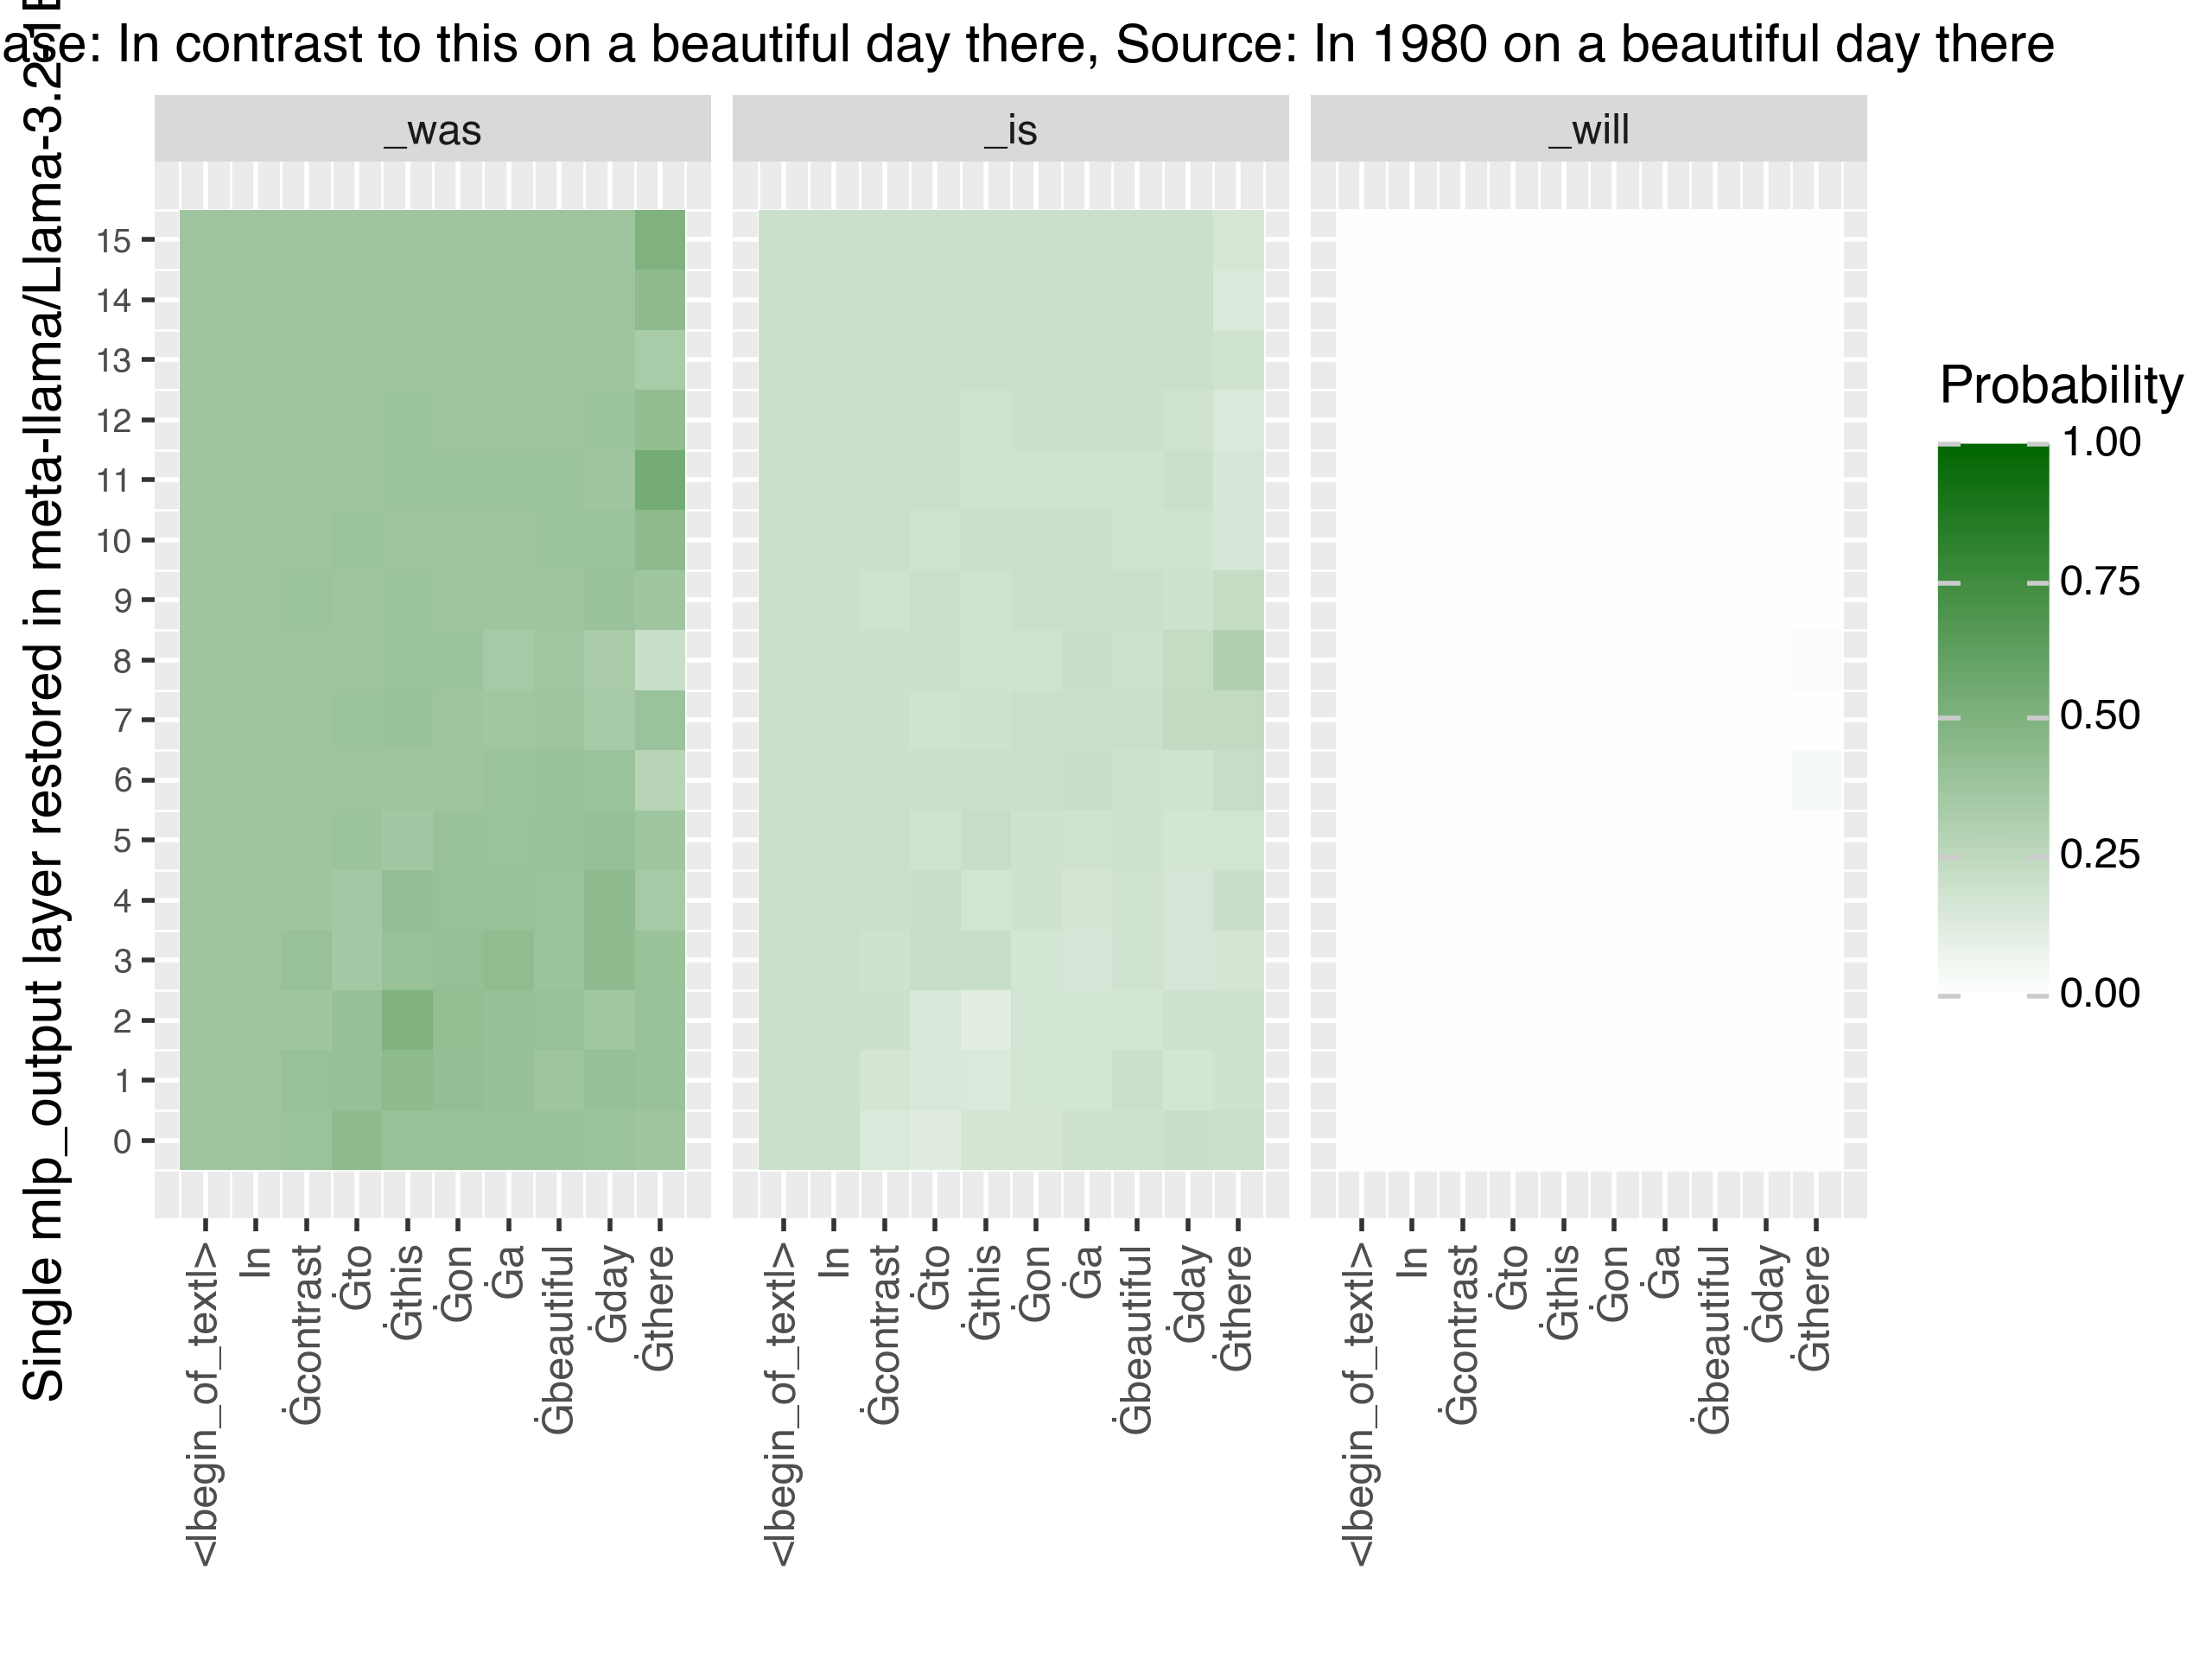 ase: In contrast to this on a beautiful day there, Source: In 1980 on a beautiful day there
Single mlp_output layer restored in meta-llama/Llama-3.2-1B
_was
_is
_will
15
14
13
12
11
10
9
8
7
6
5
4
3
2
1
0
<|begin_of_text|>
In
Ġcontrast
Ġto
Ġthis
Ġon
Ġa
Ġbeautiful
Ġday
Ġthere
<|begin_of_text|>
In
Ġcontrast
Ġto
Ġthis
Ġon
Ġa
Ġbeautiful
Ġday
Ġthere
<|begin_of_text|>
In
Ġcontrast
Ġto
Ġthis
Ġon
Ġa
Ġbeautiful
Ġday
Ġthere
Probability
1.00
0.75
0.50
0.25
0.00